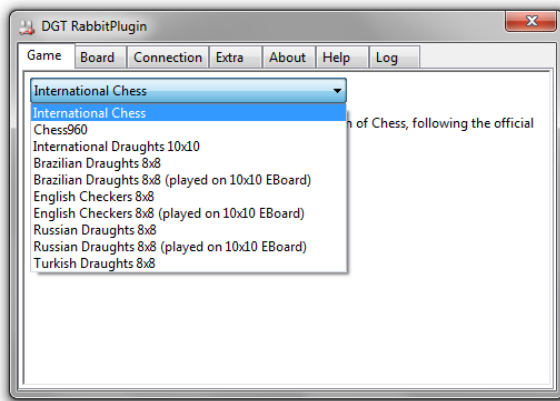 DGT RabbitPlugin
Game Board Connection Extra About Help Log
International Chess
International Chess
of Chess, following the official
Chess960
International Draughts 10x10
Brazilian Draughts 8x8
Brazilian Draughts 8x8 (played on 10x10 EBoard)
English Checkers 8x8
English Checkers 8x8 (played on 10x10 EBoard)
Russian Draughts 8x8
Russian Draughts 8x8 (played on 10x10 EBoard)
Turkish Draughts 8x8